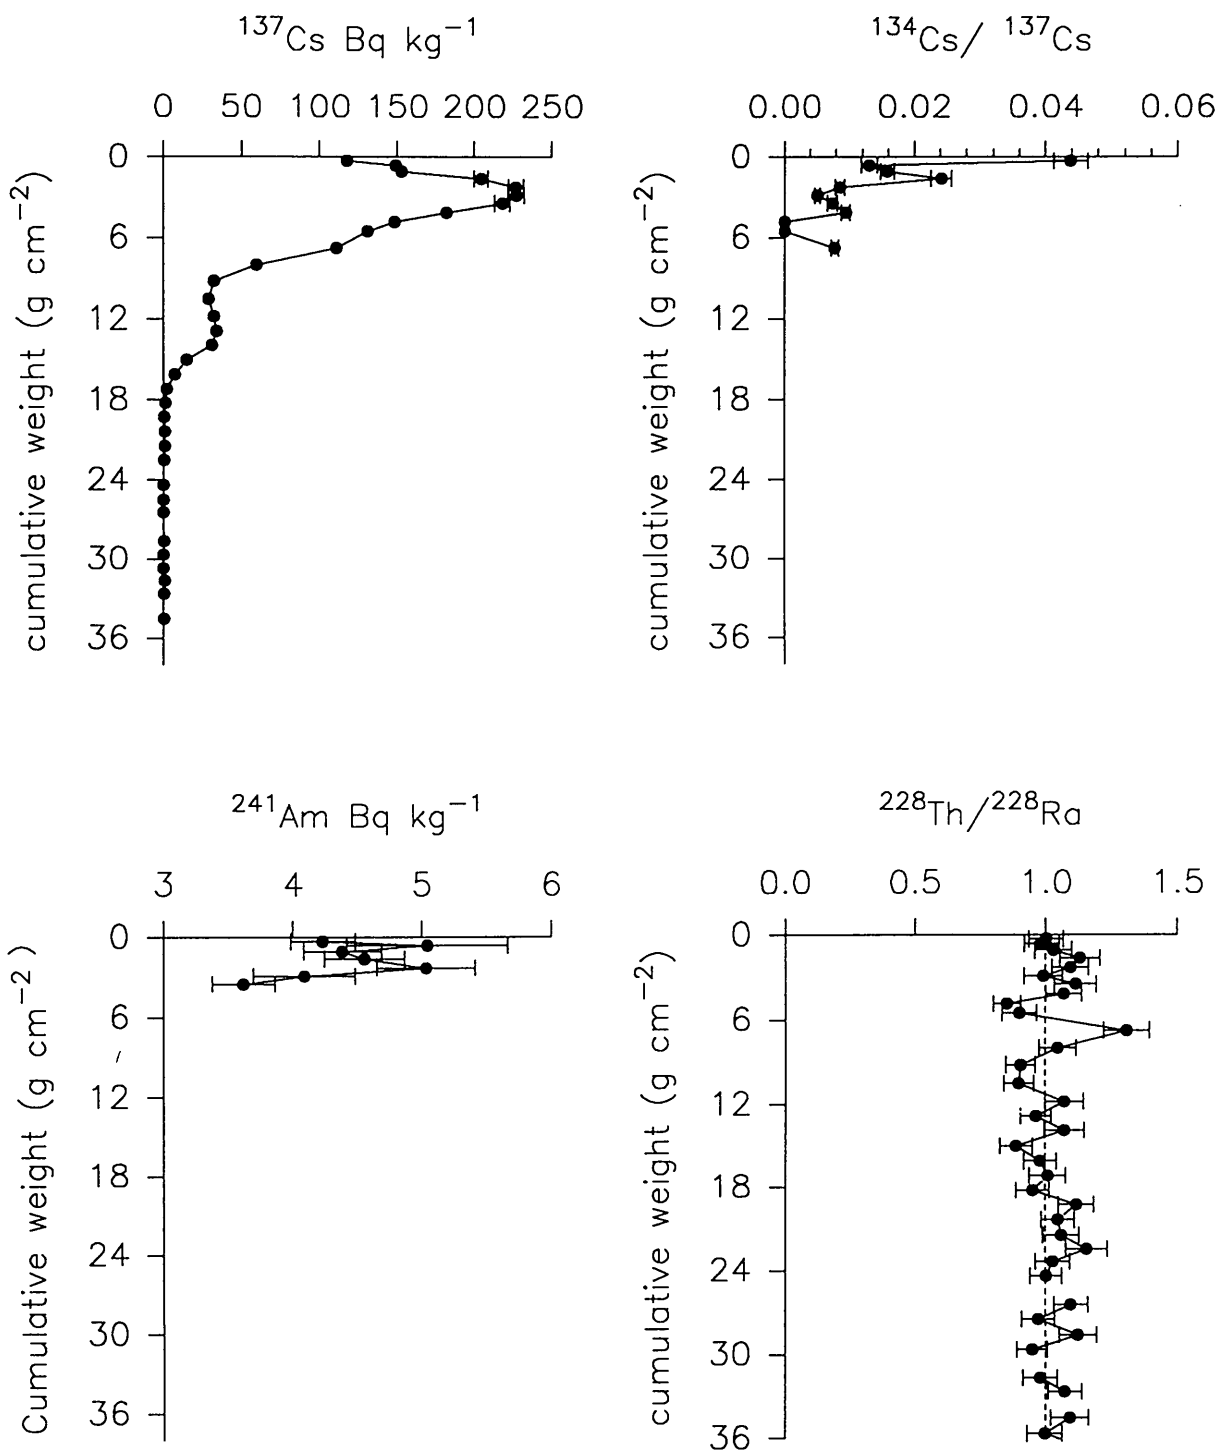 ¹³⁷Cs Bq kg⁻¹
0 50 100 150 200 250
0
6
12
18
24
30
36
cumulative weight (g cm⁻²)
¹³⁴Cs/ ¹³⁷Cs
0.00 0.02 0.04 0.06
0
6
12
18
24
30
36
cumulative weight (g cm⁻²)
²⁴¹Am Bq kg⁻¹
3 4 5 6
0
6
12
18
24
30
36
Cumulative weight (g cm⁻²)
²²⁸Th/²²⁸Ra
0.0 0.5 1.0 1.5
0
6
12
18
24
30
36
cumulative weight (g cm⁻²)